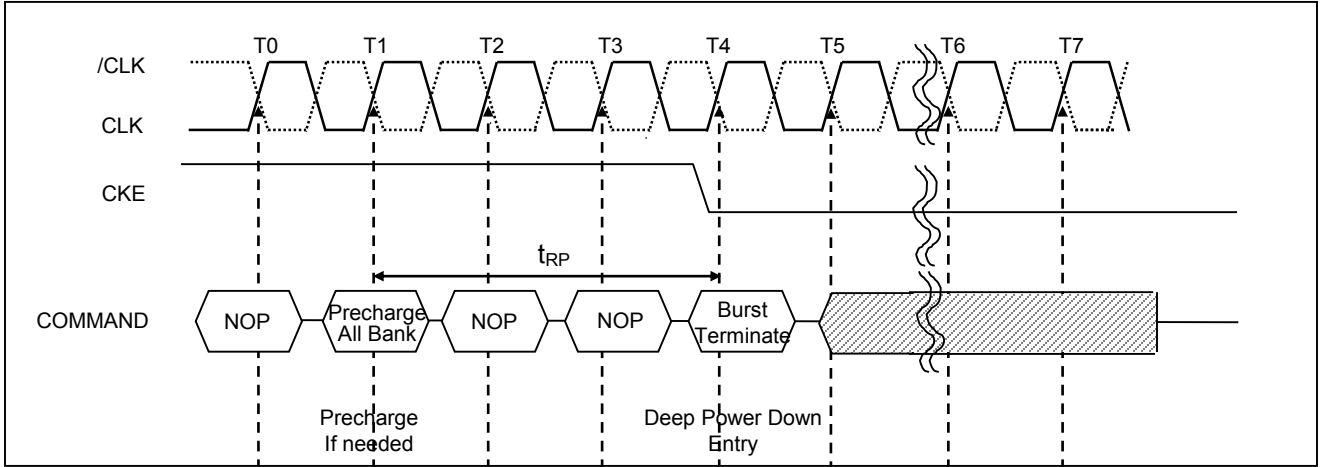 T0 T1 T2 T3 T4 T5 T6 T7
/CLK
CLK
CKE
tRP
COMMAND
NOP
Precharge
All Bank
NOP
NOP
Burst
Terminate
Precharge
If needed
Deep Power Down
Entry